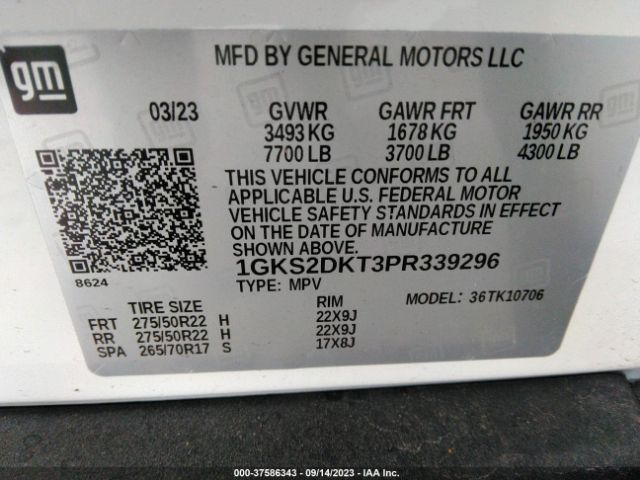 gm
MFD BY GENERAL MOTORS LLC
03/23 GVWR GAWR FRT GAWR RR
3493 KG 1678 KG 1950 KG
7700 LB 3700 LB 4300 LB
THIS VEHICLE CONFORMS TO ALL
APPLICABLE U.S. FEDERAL MOTOR
VEHICLE SAFETY STANDARDS IN EFFECT
ON THE DATE OF MANUFACTURE
SHOWN ABOVE.
8624
1GKS2DKT3PR339296
TYPE: MPV MODEL: 36TK10706
TIRE SIZE RIM
FRT 275/50R22 H 22X9J
RR 275/50R22 H 22X9J
SPA 265/70R17 S 17X8J
000-37586343 / 09/14/2023 / IAA Inc.